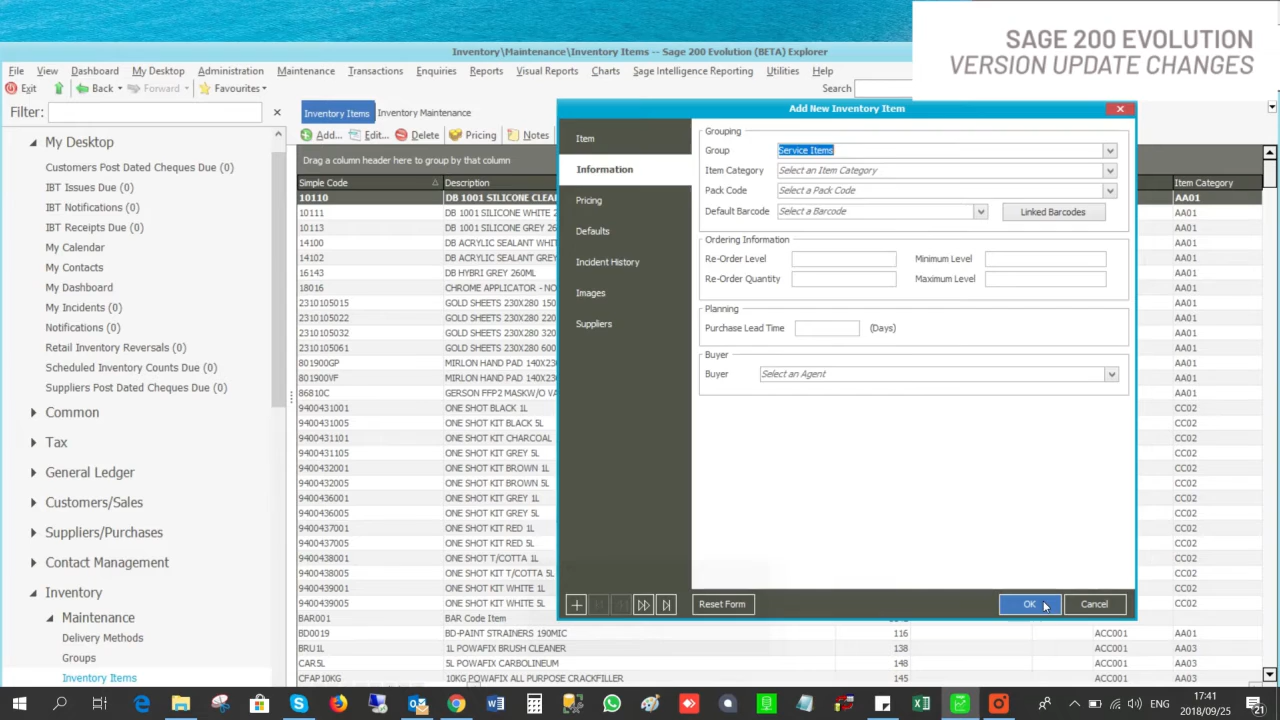 SAGE 200 EVOLUTION
VERSION UPDATE CHANGES
Inventory\Maintenance\Inventory Items -- Sage 200 Evolution (BETA) Explorer
File View Dashboard My Desktop Administration Maintenance Transactions Enquiries Reports Visual Reports Charts Sage Intelligence Reporting Utilities Help
Exit Back Forward Favourites Search
Filter:
Inventory Items Inventory Maintenance
Add... Edit... Delete Pricing Notes
Drag a column header here to group by that column
Simple Code Description Item Category
10110 DB 1001 SILICONE CLEA AA01
10111 DB 1001 SILICONE WHITE 2 AA01
10113 DB 1001 SILICONE GREY 26 AA01
14100 DB ACRYLIC SEALANT WHI AA01
14102 DB ACRYLIC SEALANT GREY AA01
16143 DB HYBRI GREY 260ML AA01
18016 CHROME APPLICATOR - NO AA01
2310105015 GOLD SHEETS 230X280 150 AA01
2310105022 GOLD SHEETS 230X280 220 AA01
2310105032 GOLD SHEETS 230X280 320 AA01
2310105061 GOLD SHEETS 230X280 600 AA01
801900GP MIRLON HAND PAD 140X23 AA01
801900VF MIRLON HAND PAD 140X23 AA01
86810C GERSON FFP2 MASKW/O VA AA01
9400431001 ONE SHOT BLACK 1L CC02
9400431005 ONE SHOT KIT BLACK 5L CC02
9400431101 ONE SHOT KIT CHARCOAL CC02
9400431105 ONE SHOT KIT GREY 5L CC02
9400432001 ONE SHOT KIT BROWN 1L CC02
9400432005 ONE SHOT KIT BROWN 5L CC02
9400436001 ONE SHOT KIT GREY 1L CC02
9400436005 ONE SHOT KIT GREY 5L CC02
9400437001 ONE SHOT KIT RED 1L CC02
9400437005 ONE SHOT KIT RED 5L CC02
9400438001 ONE SHOT T/COTTA 1L CC02
9400438005 ONE SHOT KIT T/COTTA 5L CC02
9400439001 ONE SHOT KIT WHITE 1L CC02
9400439005 ONE SHOT KIT WHITE 5L CC02
BAR001 Bar Code Item
BD0019 BD-PAINT STRAINERS 190MIC 116 ACC001 AA01
BRU1L 1L POWAFIX BRUSH CLEANER 138 ACC001 AA03
CAR5L 5L POWAFIX CARBOLINEUM 148 ACC001 AA03
CFAP10KG 10KG POWAFIX ALL PURPOSE CRACKFILLER 145 ACC001 AA03
My Desktop
Customers Post Dated Cheques Due (0)
IBT Issues Due (0)
IBT Notifications (0)
IBT Receipts Due (0)
My Calendar
My Contacts
My Dashboard
My Incidents (0)
Notifications (0)
Retail Inventory Reversals (0)
Scheduled Inventory Counts Due (0)
Suppliers Post Dated Cheques Due (0)
Common
Tax
General Ledger
Customers/Sales
Suppliers/Purchases
Contact Management
Inventory
Maintenance
Delivery Methods
Groups
Inventory Items
Add New Inventory Item
Item
Information
Pricing
Defaults
Incident History
Images
Suppliers
Grouping
Group Service Items
Item Category Select an Item Category
Pack Code Select a Pack Code
Default Barcode Select a Barcode Linked Barcodes
Ordering Information
Re-Order Level Minimum Level
Re-Order Quantity Maximum Level
Planning
Purchase Lead Time (Days)
Buyer
Buyer Select an Agent
Reset Form OK Cancel
ENG 17:41
2018/09/25 21